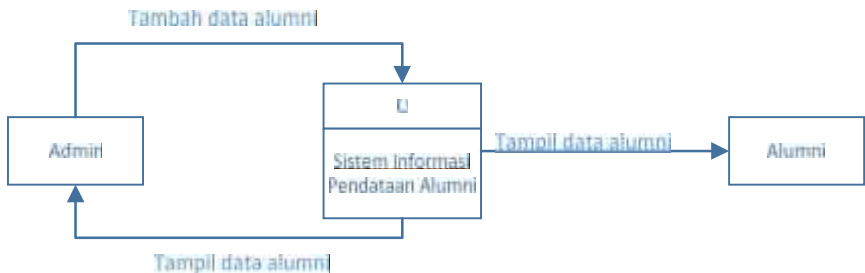 Tambah data alumni
Admin
Sistem Informasi
Pendataan Alumni
Tampil data alumni
Alumni
Tampil data alumni